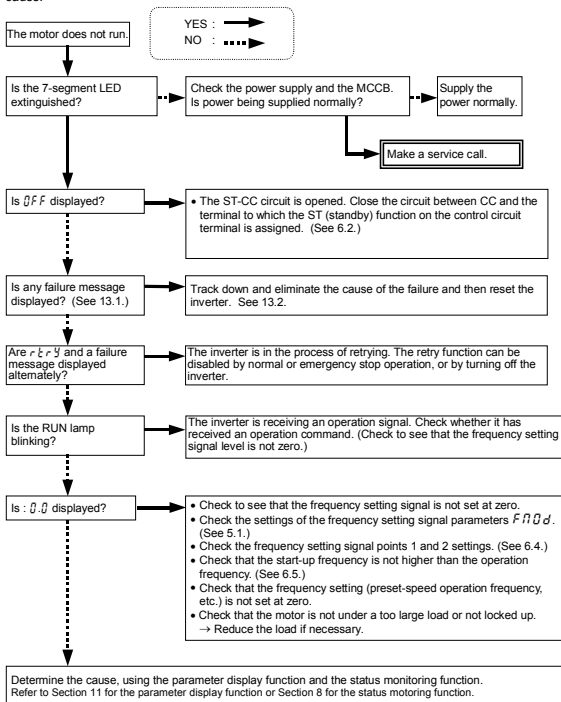 cause.
YES :
NO :
The motor does not run.
Is the 7-segment LED
extinguished?
Check the power supply and the MCCB.
Is power being supplied normally?
Supply the
power normally.
Make a service call.
Is OFF displayed?
• The ST-CC circuit is opened. Close the circuit between CC and the
terminal to which the ST (standby) function on the control circuit
terminal is assigned. (See 6.2.)
Is any failure message
displayed? (See 13.1.)
Track down and eliminate the cause of the failure and then reset the
inverter. See 13.2.
Are rtry and a failure
message displayed
altemately?
The inverter is in the process of retrying. The retry function can be
disabled by normal or emergency stop operation, or by turning off the
inverter.
Is the RUN lamp
blinking?
The inverter is receiving an operation signal. Check whether it has
received an operation command. (Check to see that the frequency setting
signal level is not zero.)
Is : 0.0 displayed?
• Check to see that the frequency setting signal is not set at zero.
• Check the settings of the frequency setting signal parameters FMOd.
(See 5.1.)
• Check the frequency setting signal points 1 and 2 settings. (See 6.4.)
• Check that the start-up frequency is not higher than the operation
frequency. (See 6.5.)
• Check that the frequency setting (preset-speed operation frequency,
etc.) is not set at zero.
• Check that the motor is not under a too large load or not locked up.
→ Reduce the load if necessary.
Determine the cause, using the parameter display function and the status monitoring function.
Refer to Section 11 for the parameter display function or Section 8 for the status motoring function.